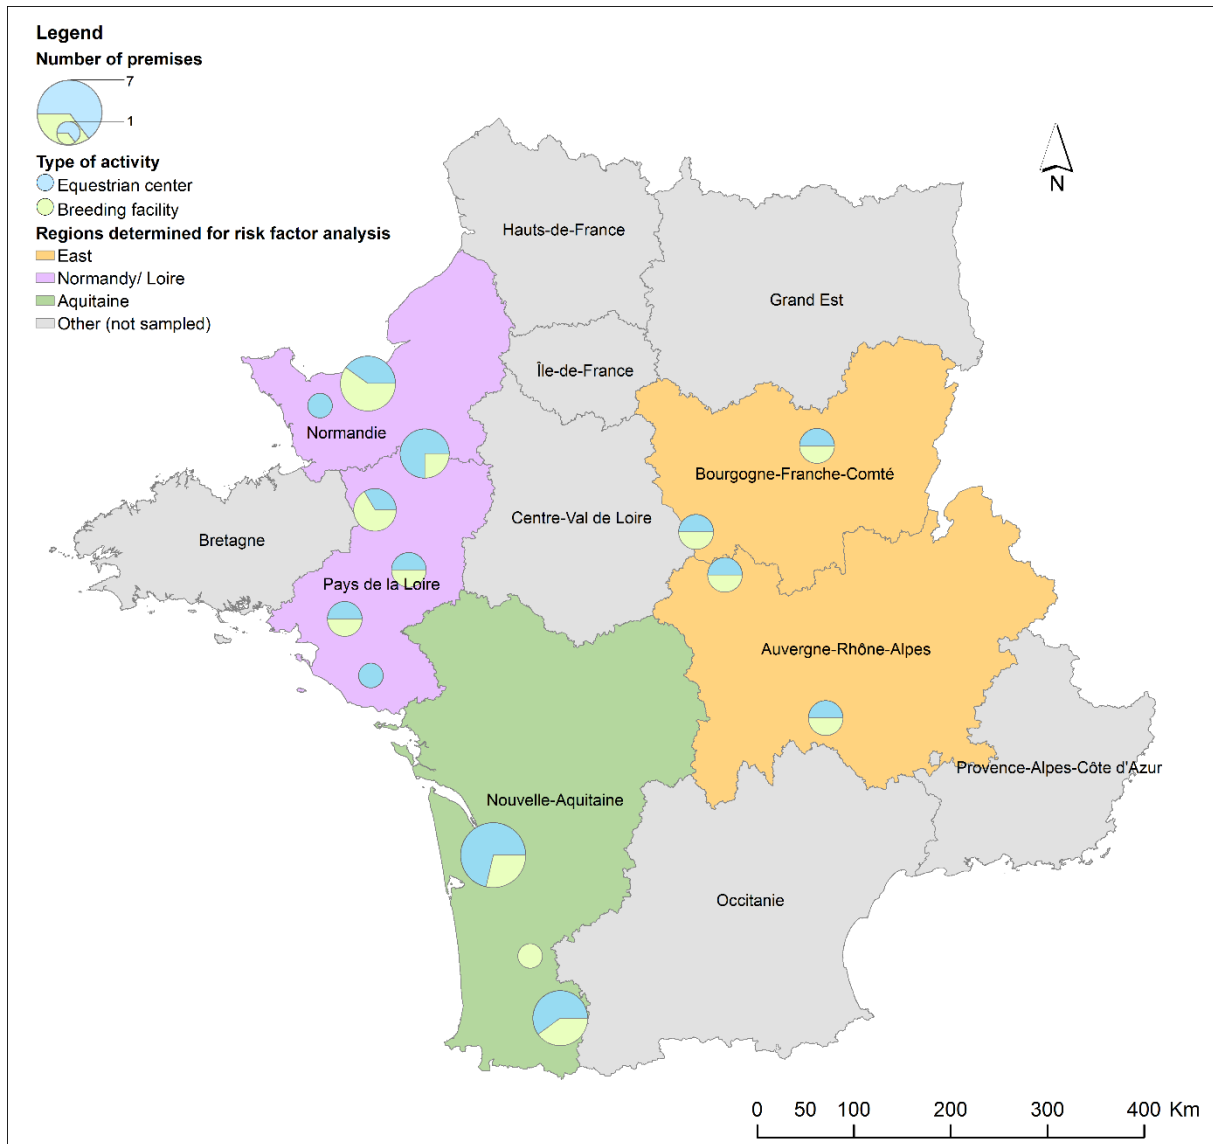 Legend
Number of premises
7
1
Type of activity
Equestrian center
Breeding facility
Regions determined for risk factor analysis
East
Normandy/ Loire
Aquitaine
Other (not sampled)
N
Hauts-de-France
Grand Est
Île-de-France
Normandie
Bourgogne-Franche-Comté
Centre-Val de Loire
Bretagne
Pays de la Loire
Auvergne-Rhône-Alpes
Provence-Alpes-Côte d'Azur
Nouvelle-Aquitaine
Occitanie
0 50 100 200 300 400 Km